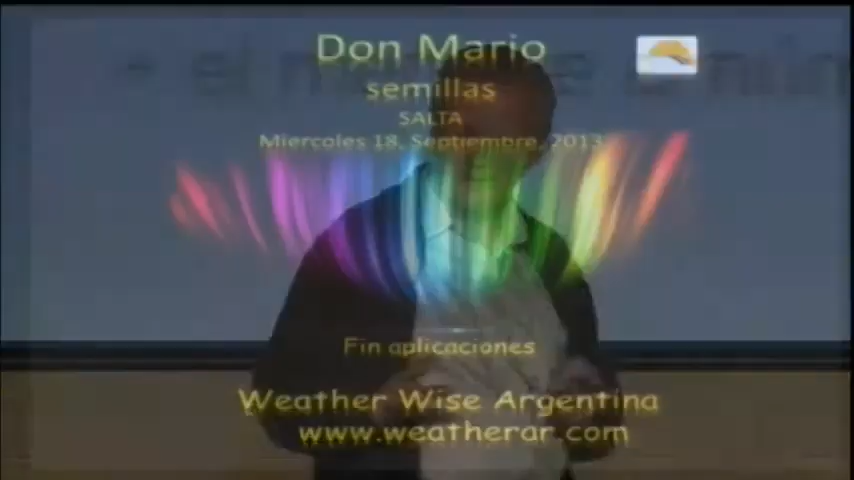 Don Mario
semillas
SALTA
Miercoles 18, Septiembre, 2013
Fin aplicaciones
Weather Wise Argentina
www.weatherar.com